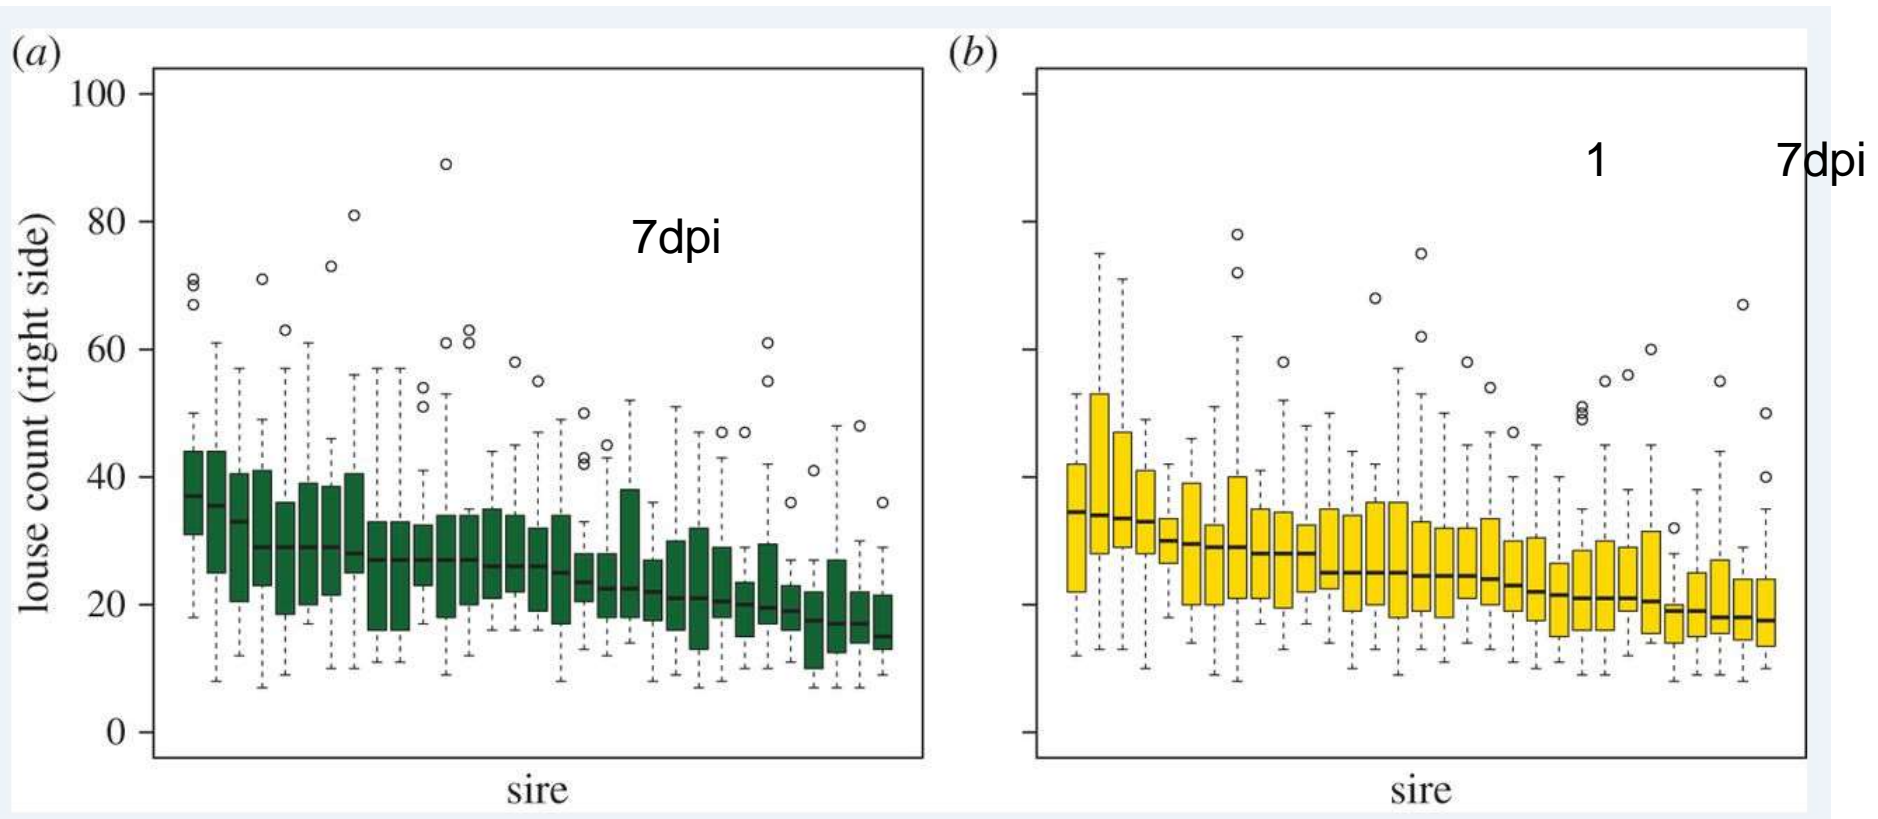 (a)
louse count (right side)
100
80
60
40
20
0
7dpi
sire
(b)
1 7dpi
sire